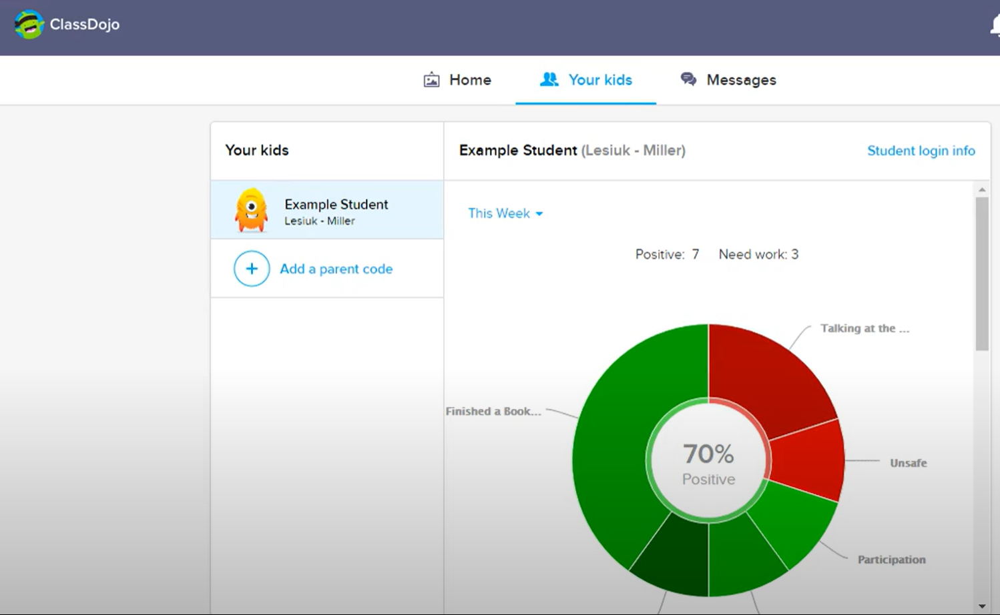 ClassDojo
Home
Your kids
Messages
Your kids
Example Student (Lesiuk - Miller)
Student login info
Example Student
Lesiuk - Miller
Add a parent code
This Week
Positive: 7
Need work: 3
Talking at the ...
Finished a Book...
70%
Positive
Unsafe
Participation